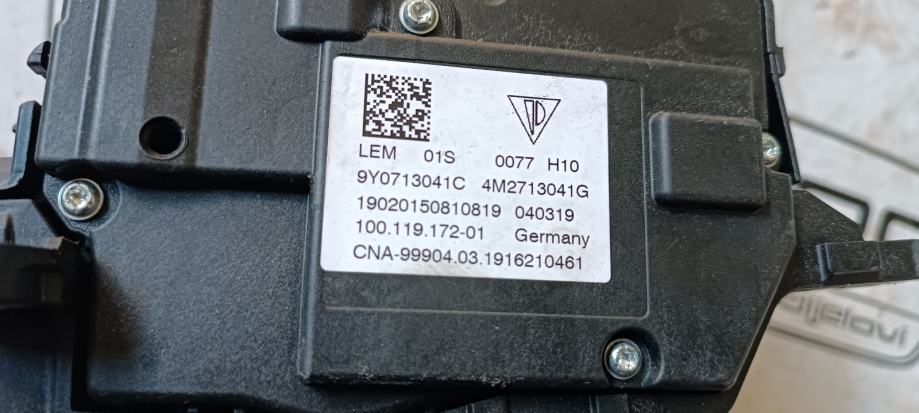 LEM 01S 0077 H10
9Y0713041C 4M2713041G
19020150810819 040319
100.119.172-01 Germany
CNA-99904.03.1916210461